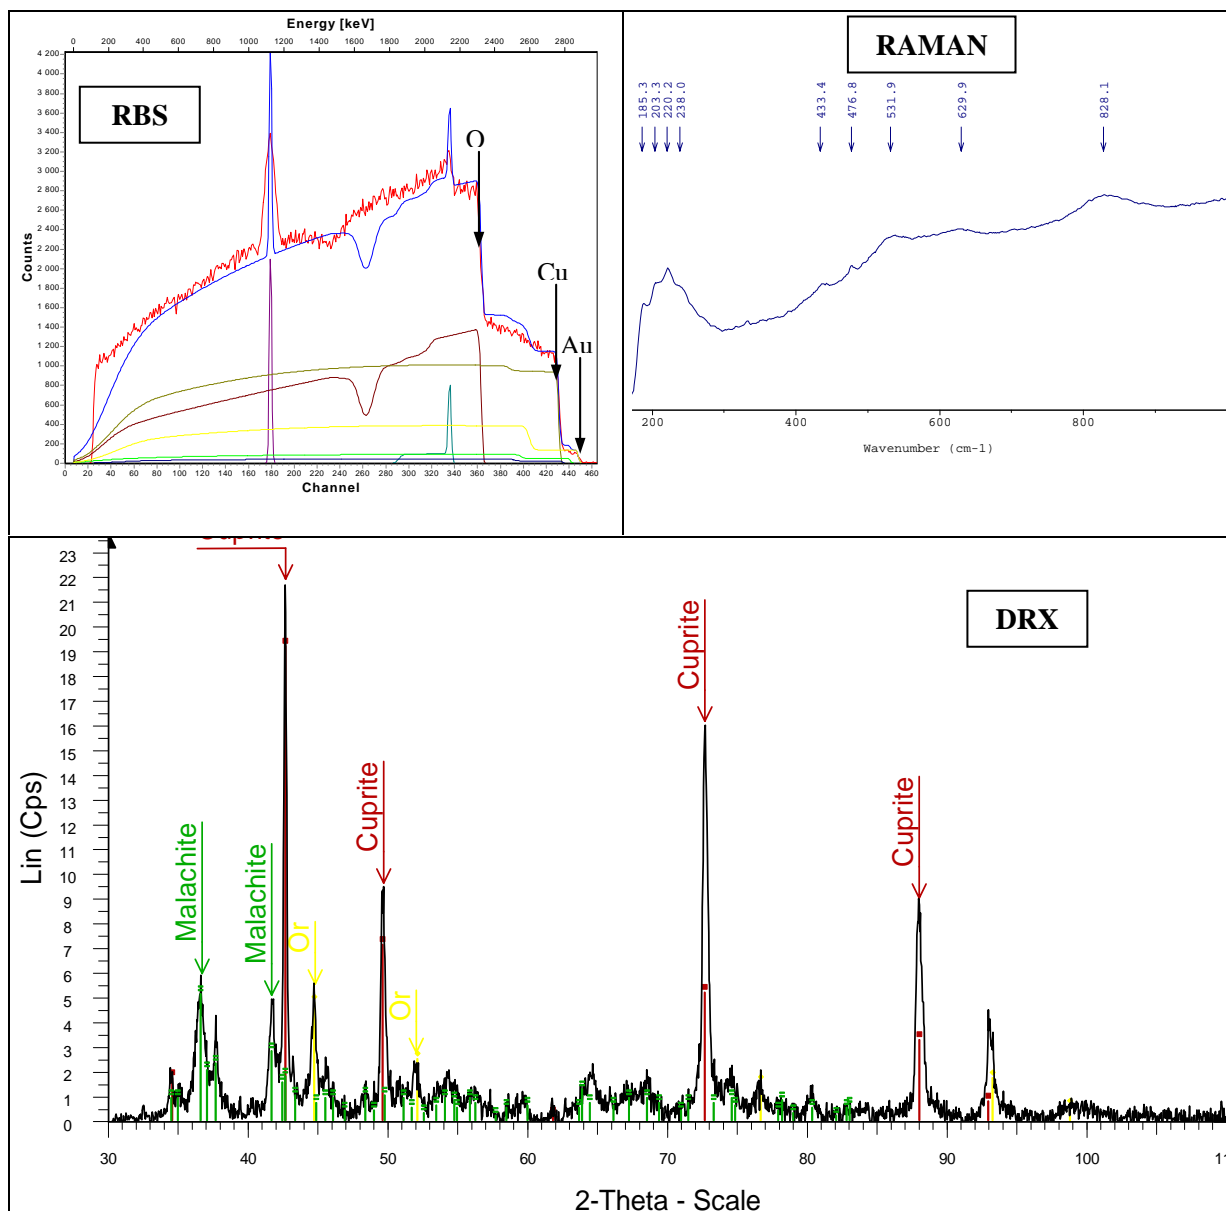 Energy [keV]
0 200 400 600 800 1000 1200 1400 1600 1800 2000 2200 2400 2600 2800
4 200
4 000
3 800
3 600
3 400
3 200
3 000
2 800
2 600
2 400
2 200
2 000
1 800
1 600
1 400
1 200
1 000
800
600
400
200
0
Counts
RBS
O
Cu
Au
0 20 40 60 80 100 120 140 160 180 200 220 240 260 280 300 320 340 360 380 400 420 440 460
Channel
RAMAN
185.3
203.3
220.2
238.0
433.4
476.8
531.9
629.9
828.1
200 400 600 800
Wavenumber (cm-1)
Cuprite
DRX
Lin (Cps)
23
22
21
20
19
18
17
16
15
14
13
12
11
10
9
8
7
6
5
4
3
2
1
0
Malachite
Malachite
Or
Cuprite
Or
Cuprite
Cuprite
30 40 50 60 70 80 90 100 11
2-Theta - Scale